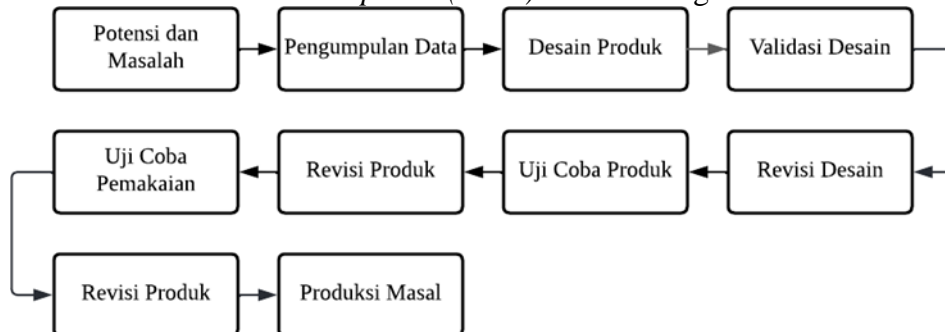 Potensi dan
Masalah
Pengumpulan Data
Desain Produk
Validasi Desain
Revisi Desain
Uji Coba Produk
Revisi Produk
Uji Coba
Pemakaian
Revisi Produk
Produksi Masal